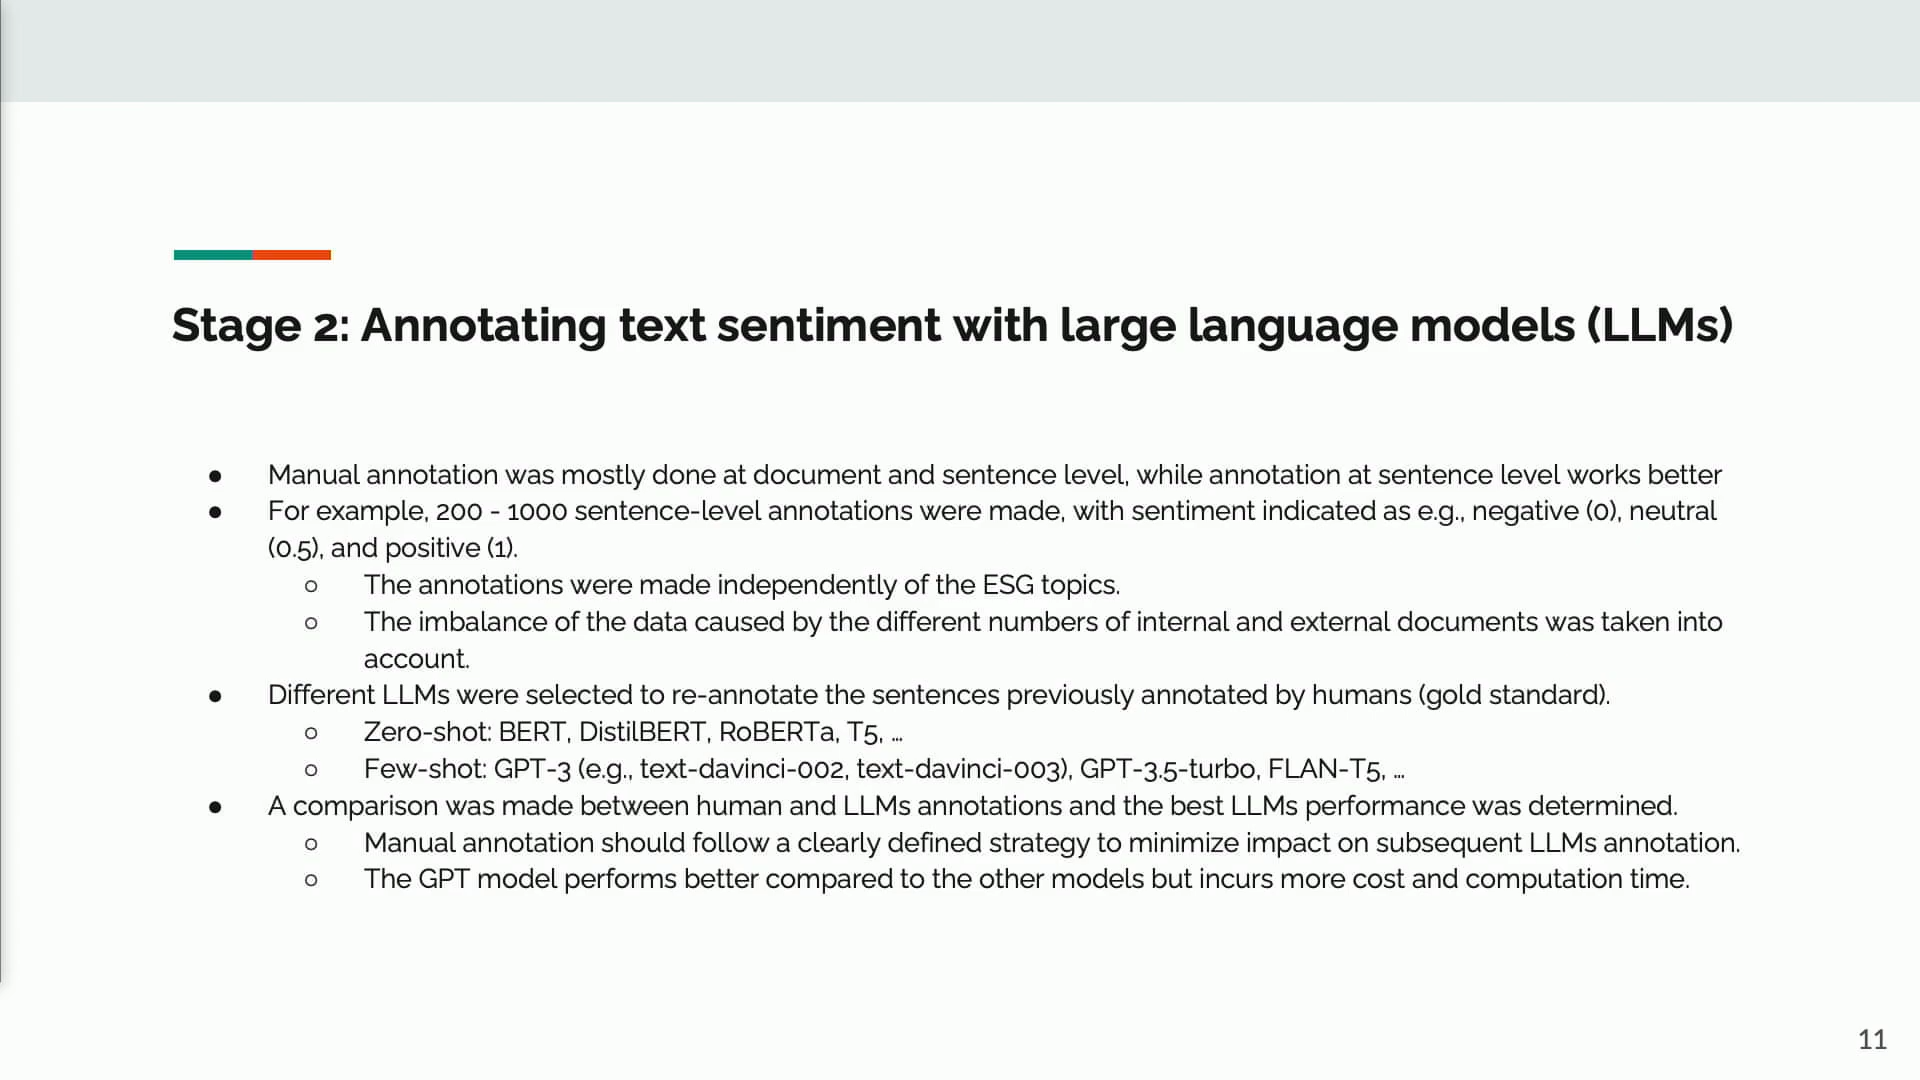 Stage 2: Annotating text sentiment with large language models (LLMs)
● Manual annotation was mostly done at document and sentence level, while annotation at sentence level works better
● For example, 200 - 1000 sentence-level annotations were made, with sentiment indicated as e.g., negative (0), neutral
(0.5), and positive (1).
○ The annotations were made independently of the ESG topics.
○ The imbalance of the data caused by the different numbers of internal and external documents was taken into
account.
● Different LLMs were selected to re-annotate the sentences previously annotated by humans (gold standard).
○ Zero-shot: BERT, DistilBERT, RoBERTa, T5, …
○ Few-shot: GPT-3 (e.g., text-davinci-002, text-davinci-003), GPT-3.5-turbo, FLAN-T5, …
● A comparison was made between human and LLMs annotations and the best LLMs performance was determined.
○ Manual annotation should follow a clearly defined strategy to minimize impact on subsequent LLMs annotation.
○ The GPT model performs better compared to the other models but incurs more cost and computation time.
11